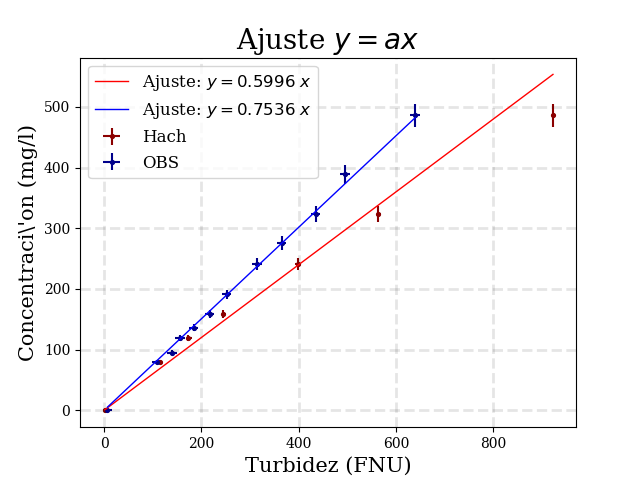 Ajuste y = ax
Ajuste: y = 0.5996 x
Ajuste: y = 0.7536 x
Hach
OBS
Concentraci\'on (mg/l)
500
400
300
200
100
0
0 200 400 600 800
Turbidez (FNU)